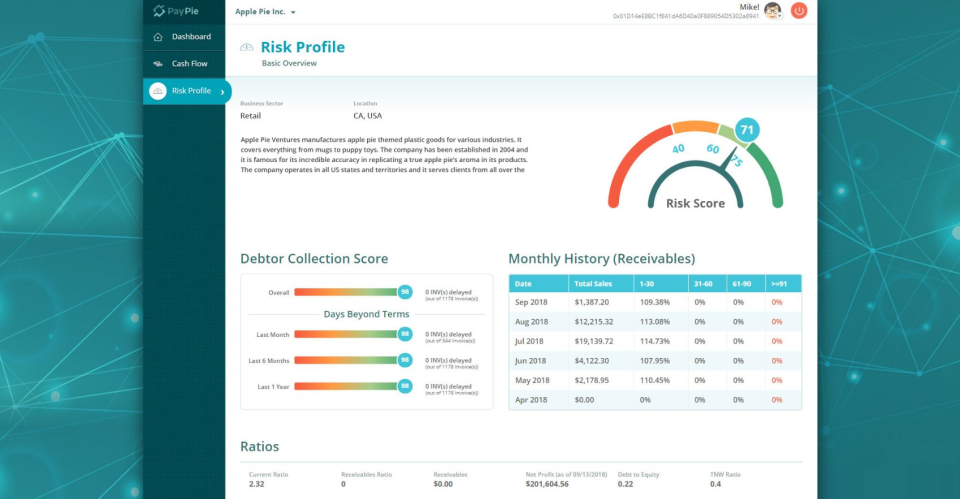 PayPie
Apple Pie Inc.
Mike!
Dashboard
Cash Flow
Risk Profile
Risk Profile
Basic Overview
Business Sector
Location
Retail
CA, USA
Apple Pie Ventures manufactures apple pie themed plastic goods for various industries. It
covers everything from mugs to puppy toys. The company has been established in 2004 and
it is famous for its incredible accuracy in replicating a true apple pie's aroma in its products.
The company operates in all US states and territories and it serves clients from all over the
71
40
60
75
Risk Score
Debtor Collection Score
Overall
98
0 INV(s) delayed
(out of 1178 Invoice(s))
Days Beyond Terms
Last Month
98
0 INV(s) delayed
(out of 844 Invoice(s))
Last 6 Months
98
0 INV(s) delayed
(out of 1178 Invoice(s))
Last 1 Year
98
0 INV(s) delayed
(out of 1178 Invoice(s))
Monthly History (Receivables)
Date Total Sales 1-30 31-60 61-90 >=91
Sep 2018 $1,387.20 109.38% 0% 0% 0%
Aug 2018 $12,215.32 113.08% 0% 0% 0%
Jul 2018 $19,139.72 114.73% 0% 0% 0%
Jun 2018 $4,122.30 107.95% 0% 0% 0%
May 2018 $2,178.95 110.45% 0% 0% 0%
Apr 2018 $0.00 0% 0% 0% 0%
Ratios
Current Ratio Receivables Ratio Receivables Net Profit (as of 09/13/2018) Debt to Equity TNW Ratio
2.32 0 $0.00 $201,604.56 0.22 0.4